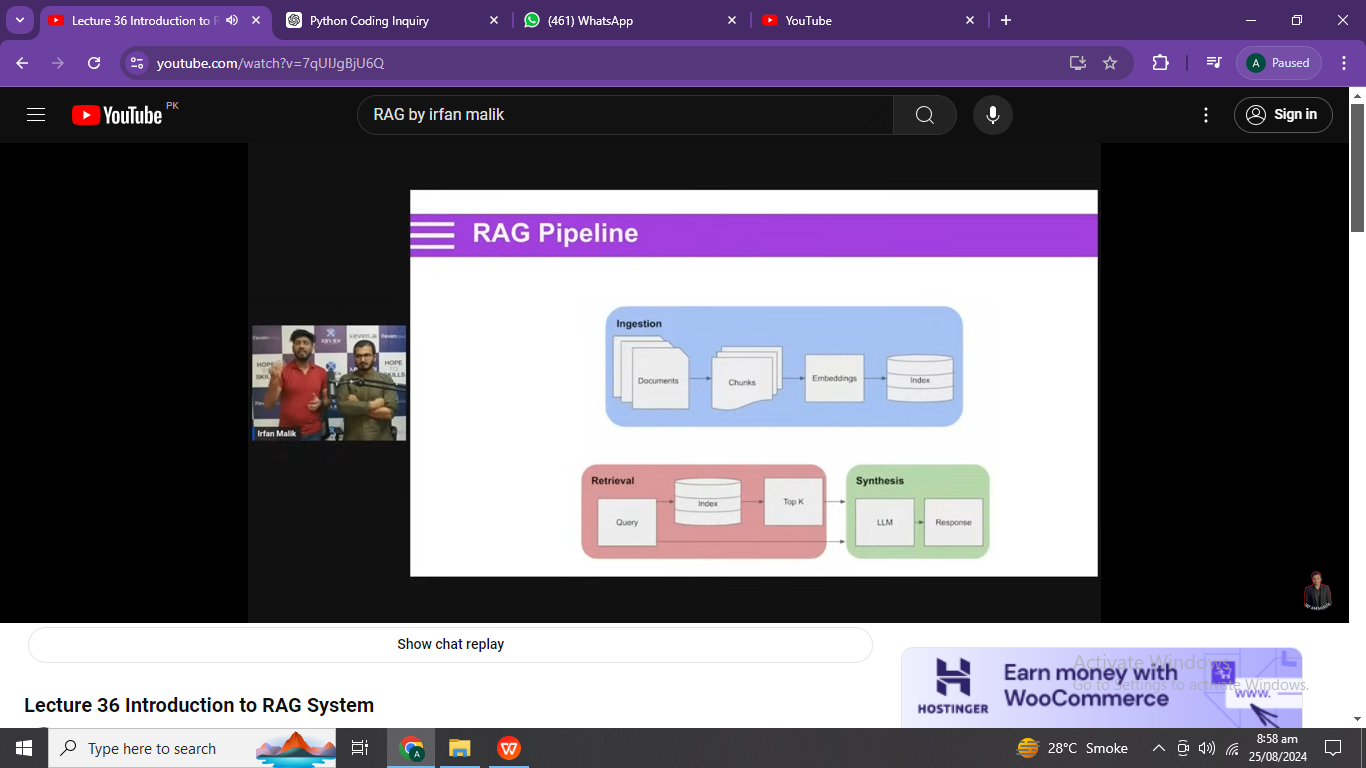 Lecture 36 Introduction to R
Python Coding Inquiry
(461) WhatsApp
YouTube
youtube.com/watch?v=7qUlJgBjU6Q
A
Paused
YouTube PK
RAG by irfan malik
Sign in
RAG Pipeline
Ingestion
Documents
Chunks
Embeddings
Index
Irfan Malik
Retrieval
Query
Index
Top K
Synthesis
LLM
Response
Show chat replay
Lecture 36 Introduction to RAG System
HOSTINGER
Earn money with
WooCommerce
www.
Activate Windows
Go to Settings to activate Windows.
Type here to search
28°C Smoke
8:58 am
25/08/2024